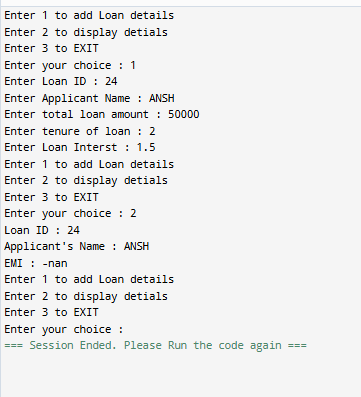 Enter 1 to add Loan details
Enter 2 to display detials
Enter 3 to EXIT
Enter your choice : 1
Enter Loan ID : 24
Enter Applicant Name : ANSH
Enter total loan amount : 50000
Enter tenure of loan : 2
Enter Loan Interst : 1.5
Enter 1 to add Loan details
Enter 2 to display detials
Enter 3 to EXIT
Enter your choice : 2
Loan ID : 24
Applicant's Name : ANSH
EMI : -nan
Enter 1 to add Loan details
Enter 2 to display detials
Enter 3 to EXIT
Enter your choice :
=== Session Ended. Please Run the code again ===